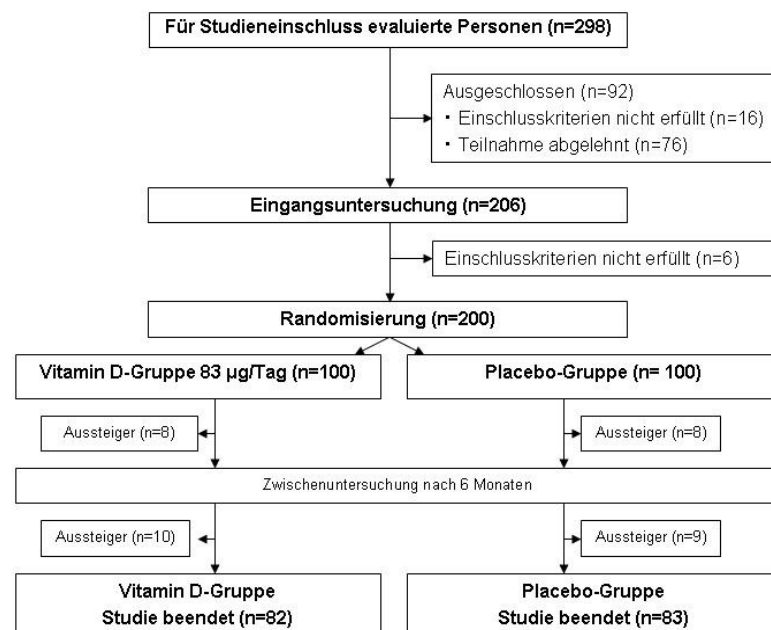 Für Studieneinschluss evaluierte Personen (n=298)
Ausgeschlossen (n=92)
· Einschlusskriterien nicht erfüllt (n=16)
· Teilnahme abgelehnt (n=76)
Eingangsuntersuchung (n=206)
Einschlusskriterien nicht erfüllt (n=6)
Randomisierung (n=200)
Vitamin D-Gruppe 83 µg/Tag (n=100)
Placebo-Gruppe (n= 100)
Aussteiger (n=8)
Aussteiger (n=8)
Zwischenuntersuchung nach 6 Monaten
Aussteiger (n=10)
Aussteiger (n=9)
Vitamin D-Gruppe
Studie beendet (n=82)
Placebo-Gruppe
Studie beendet (n=83)